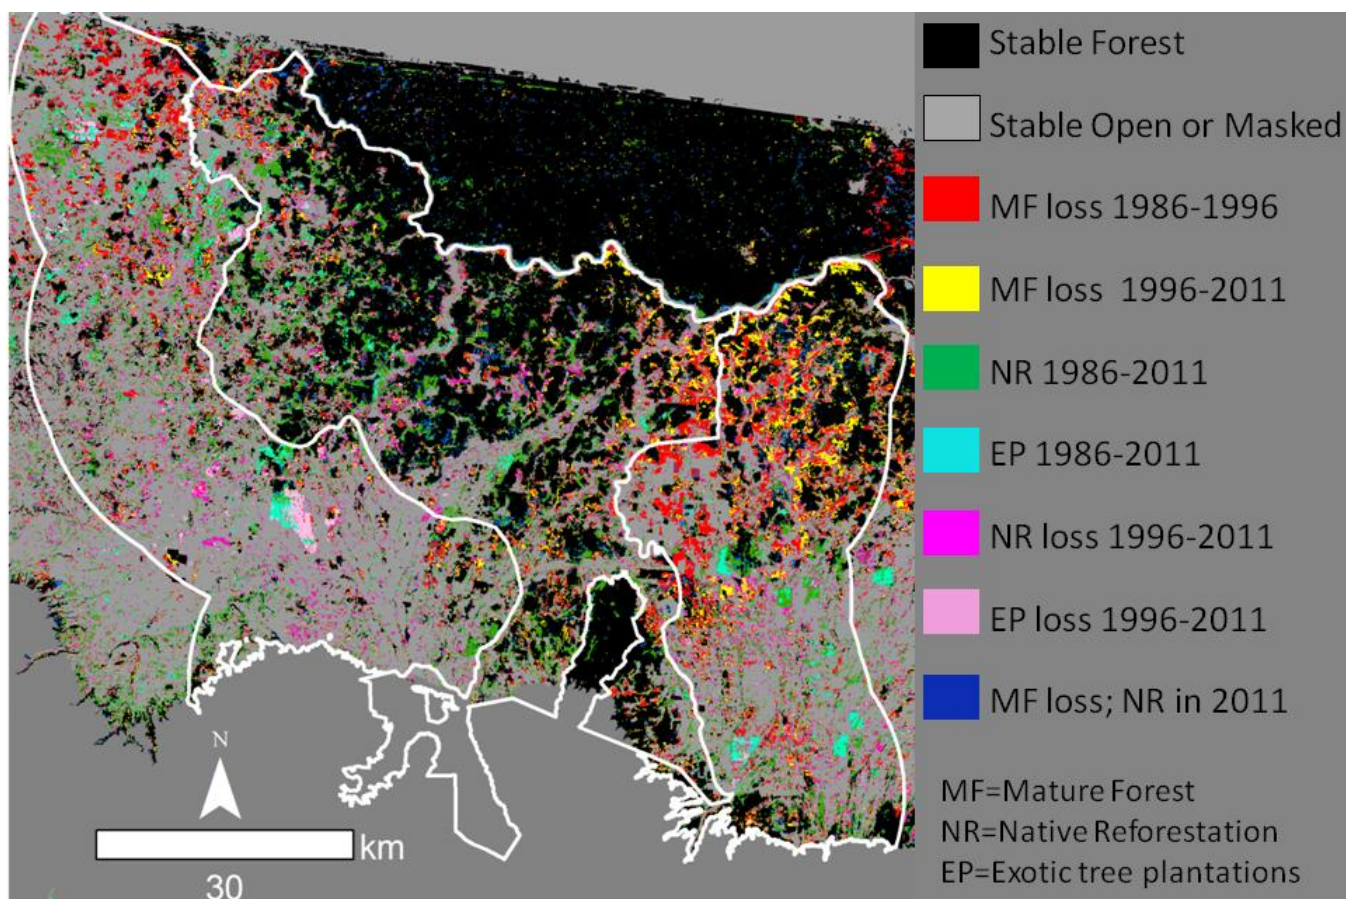 Stable Forest
Stable Open or Masked
MF loss 1986-1996
MF loss 1996-2011
NR 1986-2011
EP 1986-2011
NR loss 1996-2011
EP loss 1996-2011
MF loss; NR in 2011
MF=Mature Forest
NR=Native Reforestation
EP=Exotic tree plantations
N
km
30